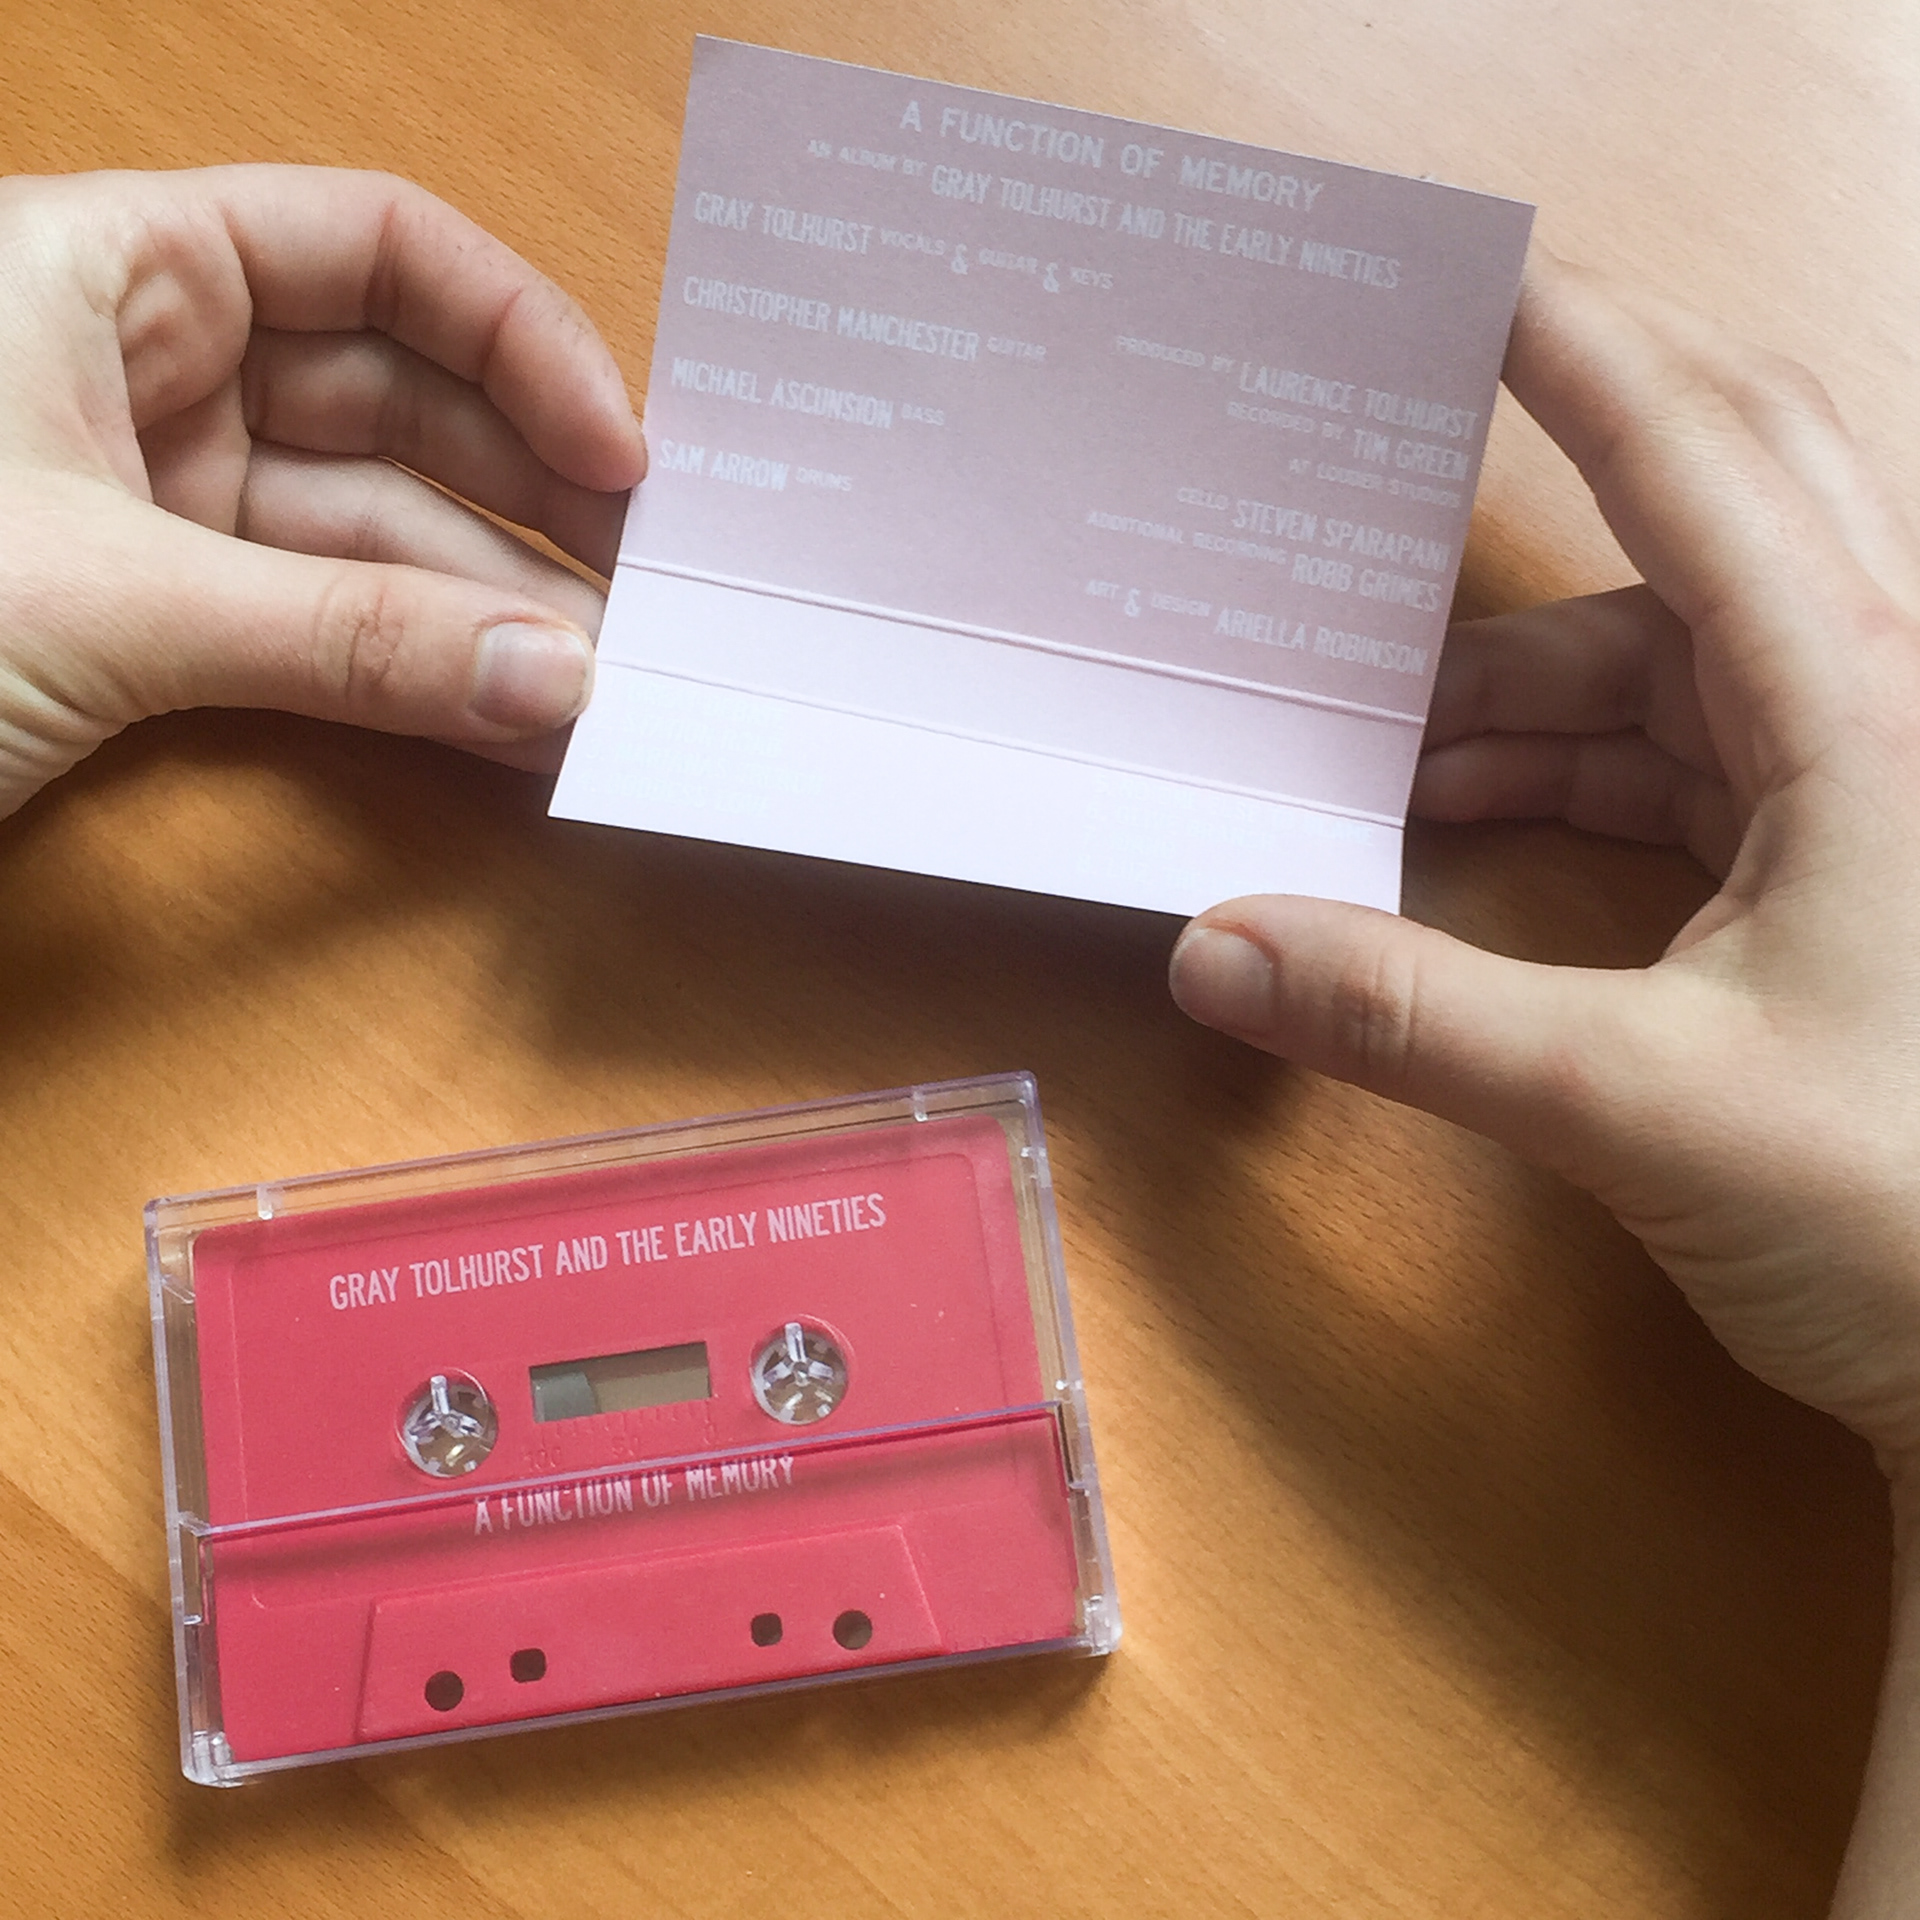 A FUNCTION OF MEMORY
AN ALBUM BY GRAY TOLHURST AND THE EARLY NINETIES
GRAY TOLHURST VOCALS & GUITAR & KEYS
CHRISTOPHER MANCHESTER GUITAR
MICHAEL ASCUNSION BASS
SAM ARROW DRUMS
PRODUCED BY LAURENCE TOLHURST
RECORDED BY TIM GREEN
AT LOUDER STUDIOS
CELLO STEVEN SPARAPANI
ADDITIONAL RECORDING ROBB GRIMES
ART & DESIGN ARIELLA ROBINSON
GRAY TOLHURST AND THE EARLY NINETIES
100 50 0
A FUNCTION OF MEMORY